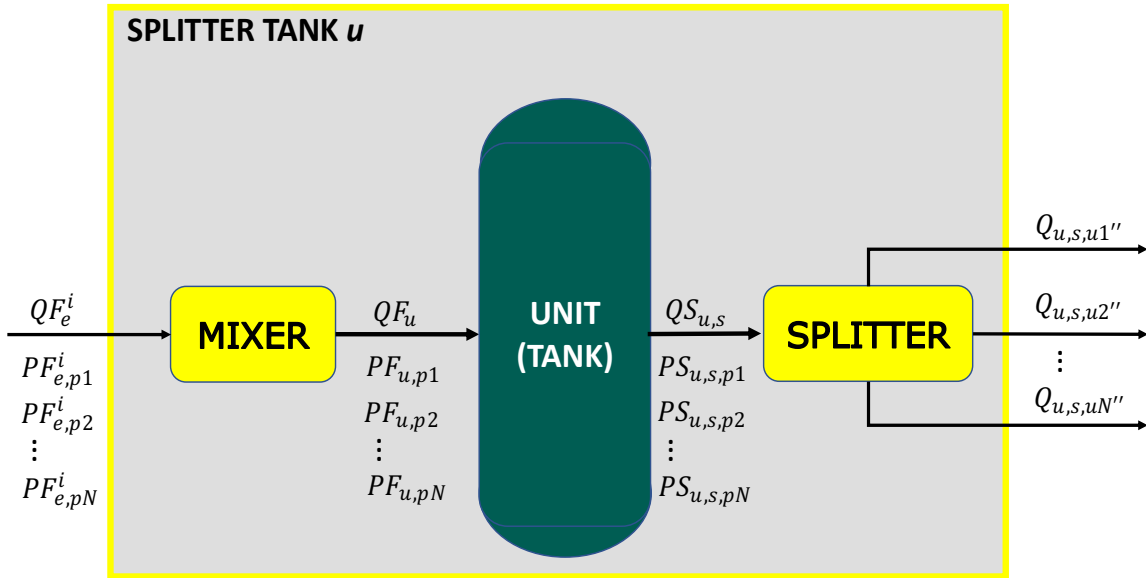 SPLITTER TANK u
QF_e^i
PF_{e,p1}^i
PF_{e,p2}^i
⋮
PF_{e,pN}^i
MIXER
QF_u
PF_{u,p1}
PF_{u,p2}
⋮
PF_{u,pN}
UNIT
(TANK)
QS_{u,s}
PS_{u,s,p1}
PS_{u,s,p2}
⋮
PS_{u,s,pN}
SPLITTER
Q_{u,s,u1′′}
Q_{u,s,u2′′}
⋮
Q_{u,s,uN′′}